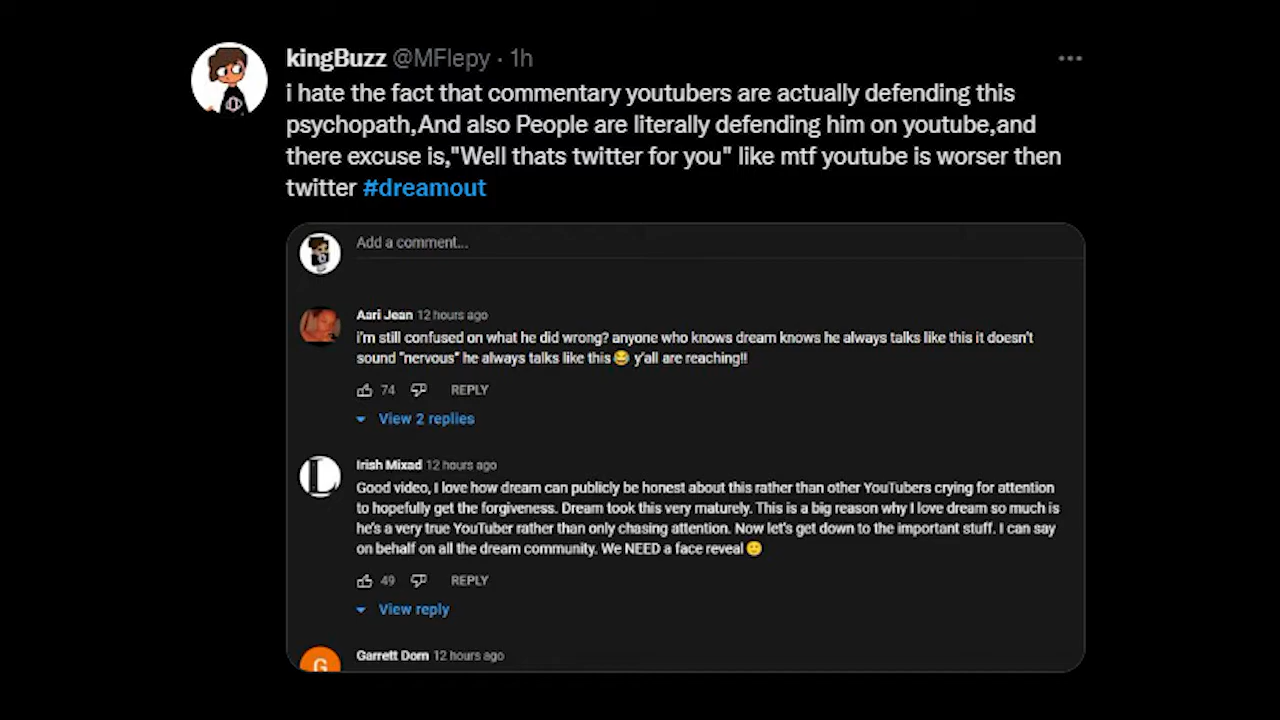 kingBuzz @MFlepy · 1h
i hate the fact that commentary youtubers are actually defending this
psychopath,And also People are literally defending him on youtube,and
there excuse is,"Well thats twitter for you" like mtf youtube is worser then
twitter #dreamout
Add a comment...
Aari Jean 12 hours ago
i'm still confused on what he did wrong? anyone who knows dream knows he always talks like this it doesn't
sound "nervous" he always talks like this😂 y'all are reaching!!
74 REPLY
View 2 replies
L
Irish Mixad 12 hours ago
Good video, I love how dream can publicly be honest about this rather than other YouTubers crying for attention
to hopefully get the forgiveness. Dream took this very maturely. This is a big reason why I love dream so much is
he's a very true YouTuber rather than only chasing attention. Now let's get down to the important stuff. I can say
on behalf on all the dream community. We NEED a face reveal🙂
49 REPLY
View reply
G
Garrett Dorn 12 hours ago